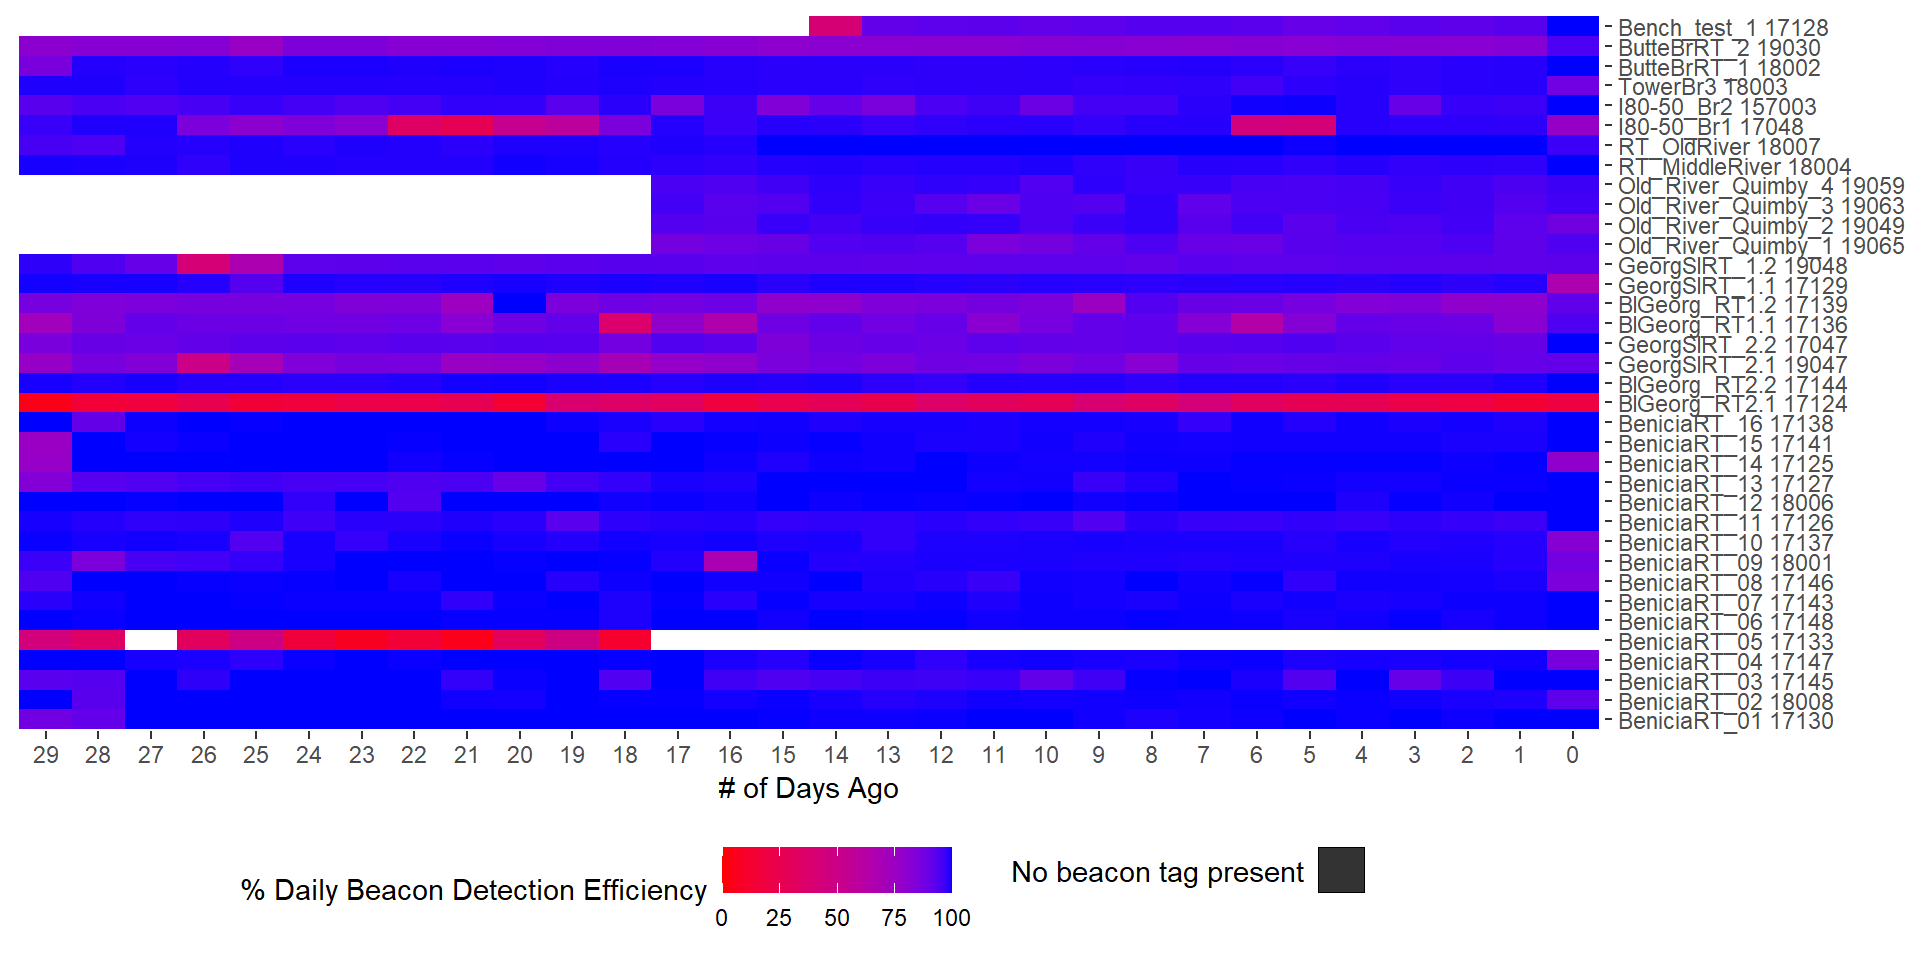 Bench_test_1 17128
ButteBrRT_2 19030
ButteBrRT_1 18002
TowerBr3 18003
I80-50_Br2 157003
I80-50_Br1 17048
RT_OldRiver 18007
RT_MiddleRiver 18004
Old_River_Quimby_4 19059
Old_River_Quimby_3 19063
Old_River_Quimby_2 19049
Old_River_Quimby_1 19065
GeorgSlRT_1.2 19048
GeorgSlRT_1.1 17129
BlGeorg_RT1.2 17139
BlGeorg_RT1.1 17136
GeorgSlRT_2.2 17047
GeorgSlRT_2.1 19047
BlGeorg_RT2.2 17144
BlGeorg_RT2.1 17124
BeniciaRT_16 17138
BeniciaRT_15 17141
BeniciaRT_14 17125
BeniciaRT_13 17127
BeniciaRT_12 18006
BeniciaRT_11 17126
BeniciaRT_10 17137
BeniciaRT_09 18001
BeniciaRT_08 17146
BeniciaRT_07 17143
BeniciaRT_06 17148
BeniciaRT_05 17133
BeniciaRT_04 17147
BeniciaRT_03 17145
BeniciaRT_02 18008
BeniciaRT_01 17130
29 28 27 26 25 24 23 22 21 20 19 18 17 16 15 14 13 12 11 10 9 8 7 6 5 4 3 2 1 0
# of Days Ago
% Daily Beacon Detection Efficiency
0 25 50 75 100
No beacon tag present